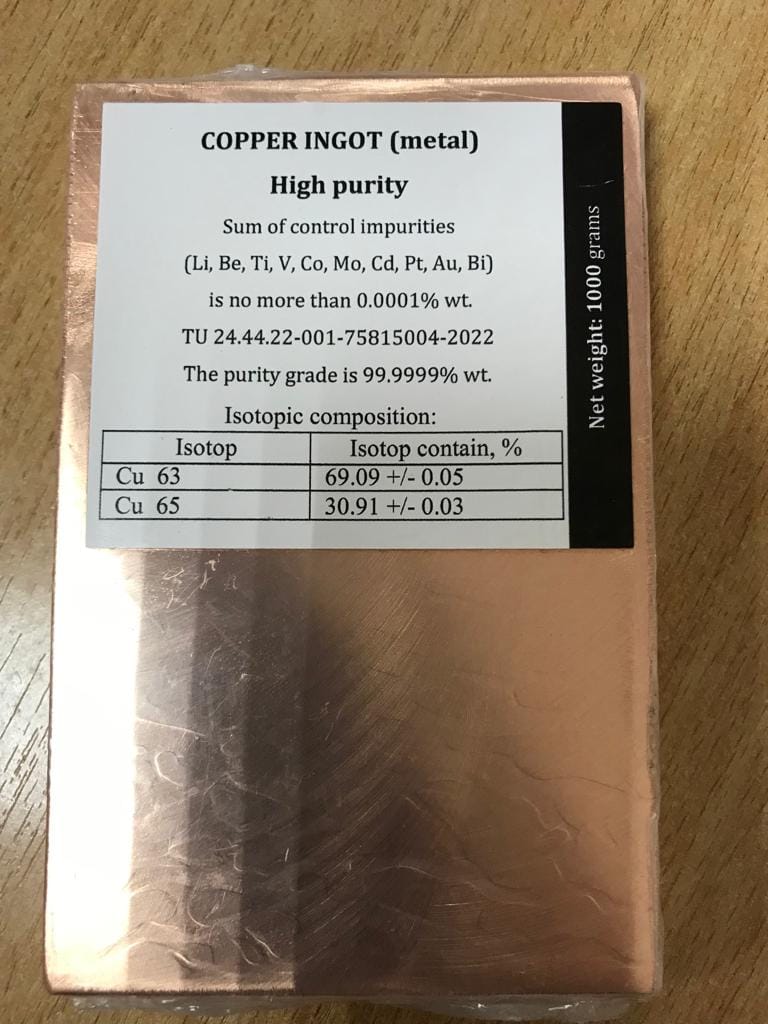 COPPER INGOT (metal)
High purity
Sum of control impurities
(Li, Be, Ti, V, Co, Mo, Cd, Pt, Au, Bi)
is no more than 0.0001% wt.
TU 24.44.22-001-75815004-2022
The purity grade is 99.9999% wt.
Isotopic composition:
Isotop Isotop contain, %
Cu 63 69.09 +/- 0.05
Cu 65 30.91 +/- 0.03
Net weight: 1000 grams